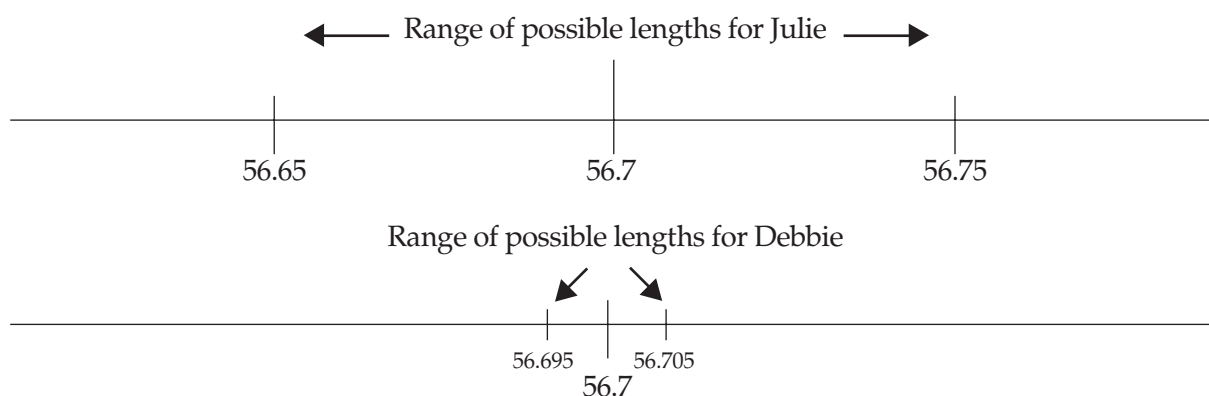 Range of possible lengths for Julie
56.65 56.7 56.75
Range of possible lengths for Debbie
56.695 56.705
56.7